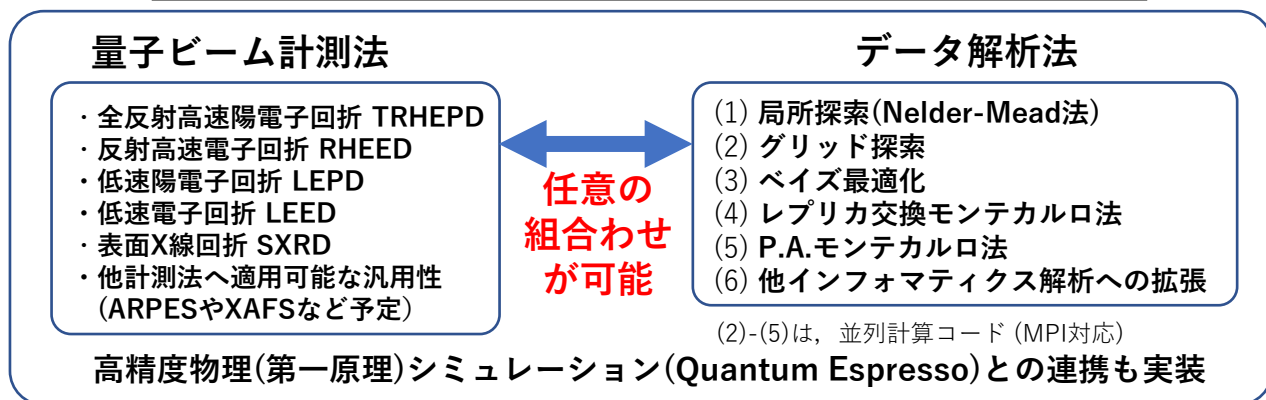 量子ビーム計測法
・全反射高速陽電子回折 TRHEPD
・反射高速電子回折 RHEED
・低速陽電子回折 LEPD
・低速電子回折 LEED
・表面X線回折 SXRD
・他計測法へ適用可能な汎用性
(ARPESやXAFSなど予定)
任意の
組合わせ
が可能
データ解析法
(1) 局所探索(Nelder-Mead法)
(2) グリッド探索
(3) ベイズ最適化
(4) レプリカ交換モンテカルロ法
(5) P.A.モンテカルロ法
(6) 他インフォマティクス解析への拡張
(2)-(5)は，並列計算コード (MPI対応)
高精度物理(第一原理)シミュレーション(Quantum Espresso)との連携も実装